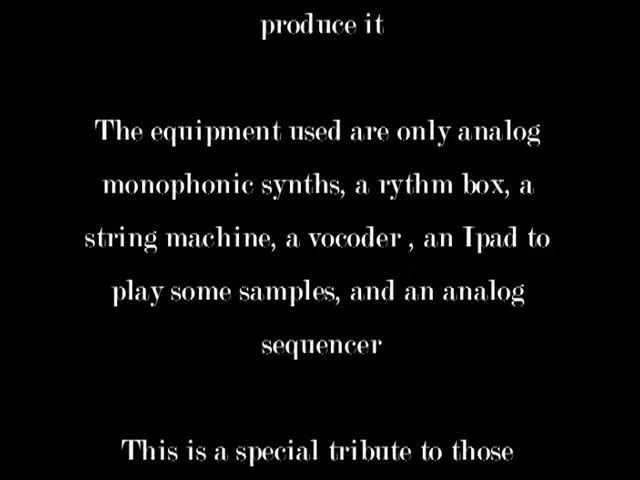 produce it
The equipment used are only analog
monophonic synths, a rythm box, a
string machine, a vocoder , an Ipad to
play some samples, and an analog
sequencer
This is a special tribute to those